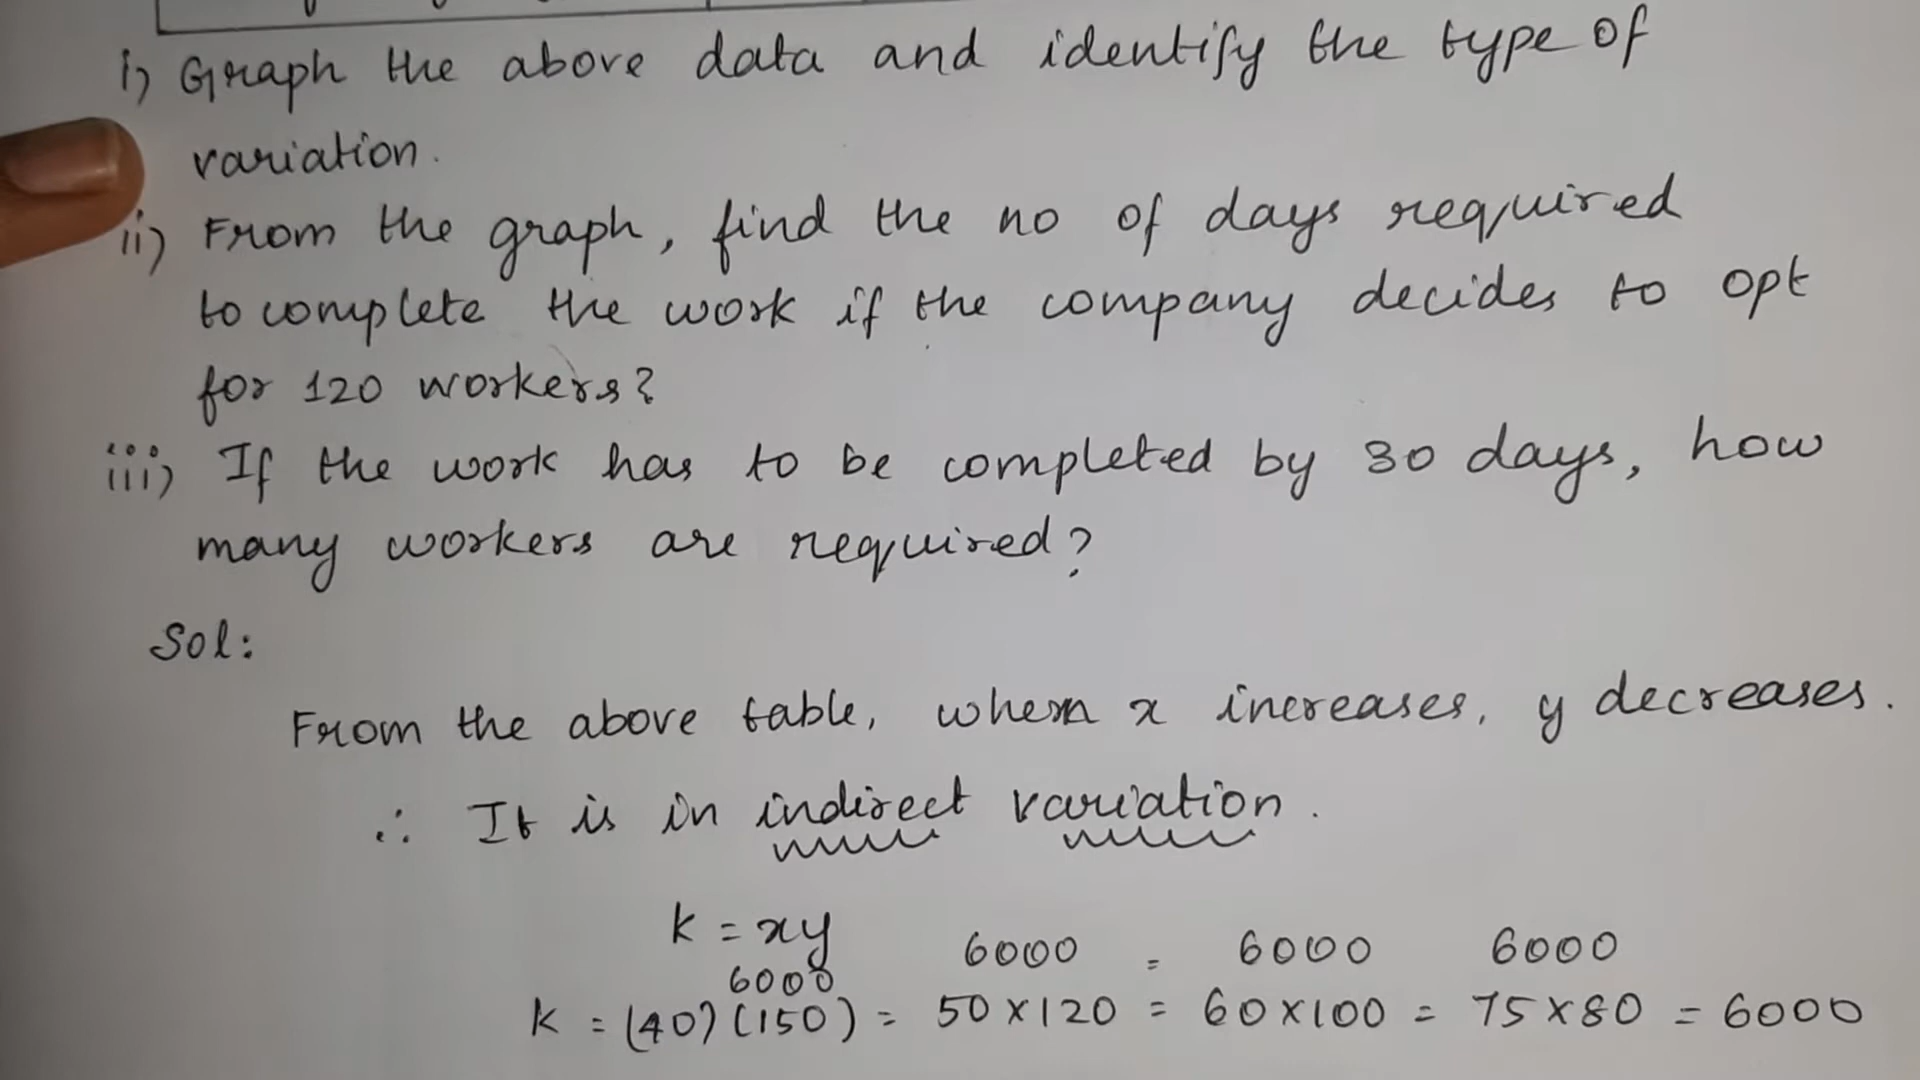 i) Graph the above data and identify the type of
variation.
ii) From the graph, find the no of days required
to complete the work if the company decides to opt
for 120 workers?
iii) If the work has to be completed by 30 days, how
many workers are required?
Sol:
From the above table, when x increases, y decreases.
∴ It is in indirect variation.
k = xy
6000 6000 = 6000 6000
k = (40) (150) = 50 x 120 = 60 x 100 = 75 x 80 = 6000